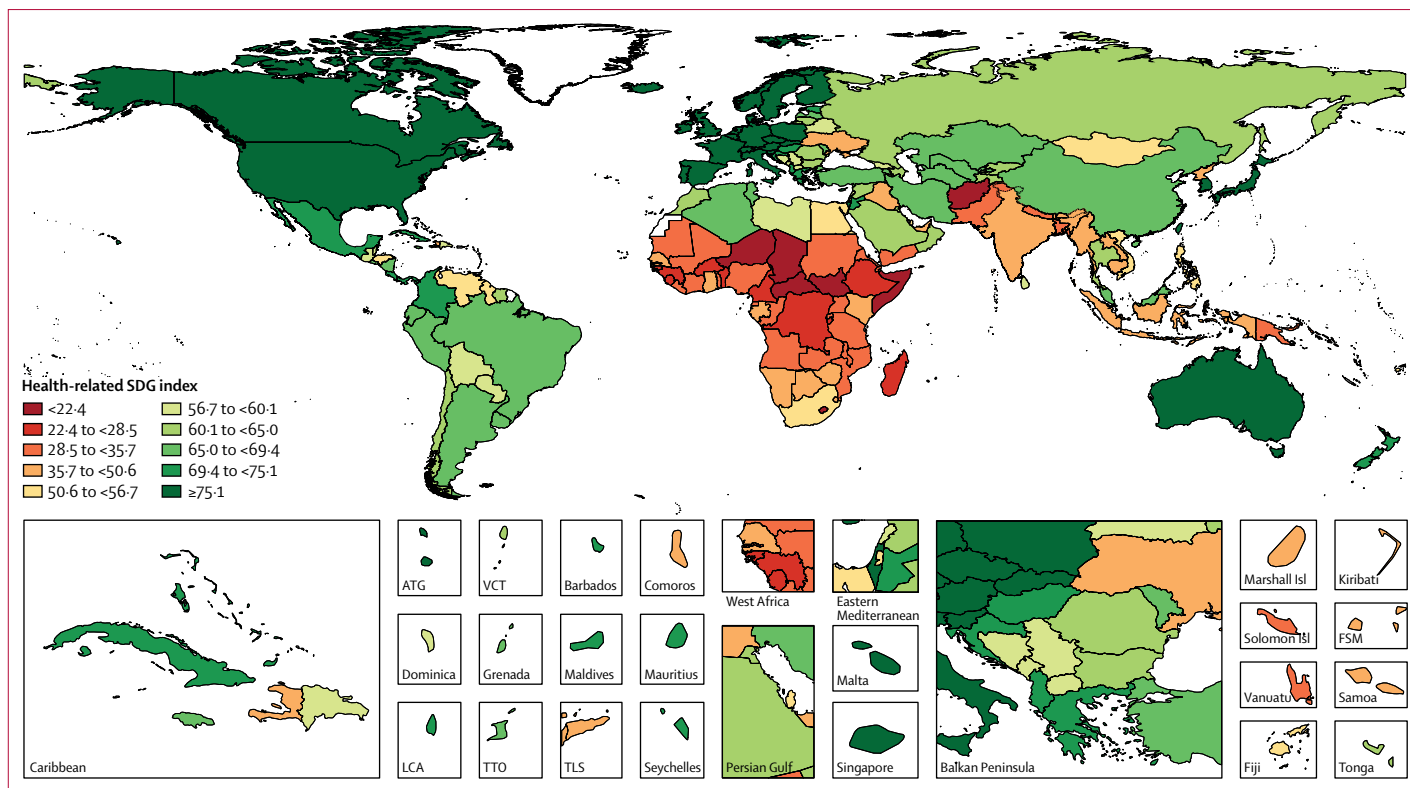 Health-related SDG index
<22·4
22·4 to <28·5
28·5 to <35·7
35·7 to <50·6
50·6 to <56·7
56·7 to <60·1
60·1 to <65·0
65·0 to <69·4
69·4 to <75·1
≥75·1
Caribbean
ATG
VCT
Barbados
Comoros
Dominica
Grenada
Maldives
Mauritius
LCA
TTO
TLS
Seychelles
West Africa
Eastern
Mediterranean
Persian Gulf
Malta
Singapore
Balkan Peninsula
Marshall Isl
Kiribati
Solomon Isl
FSM
Vanuatu
Samoa
Fiji
Tonga